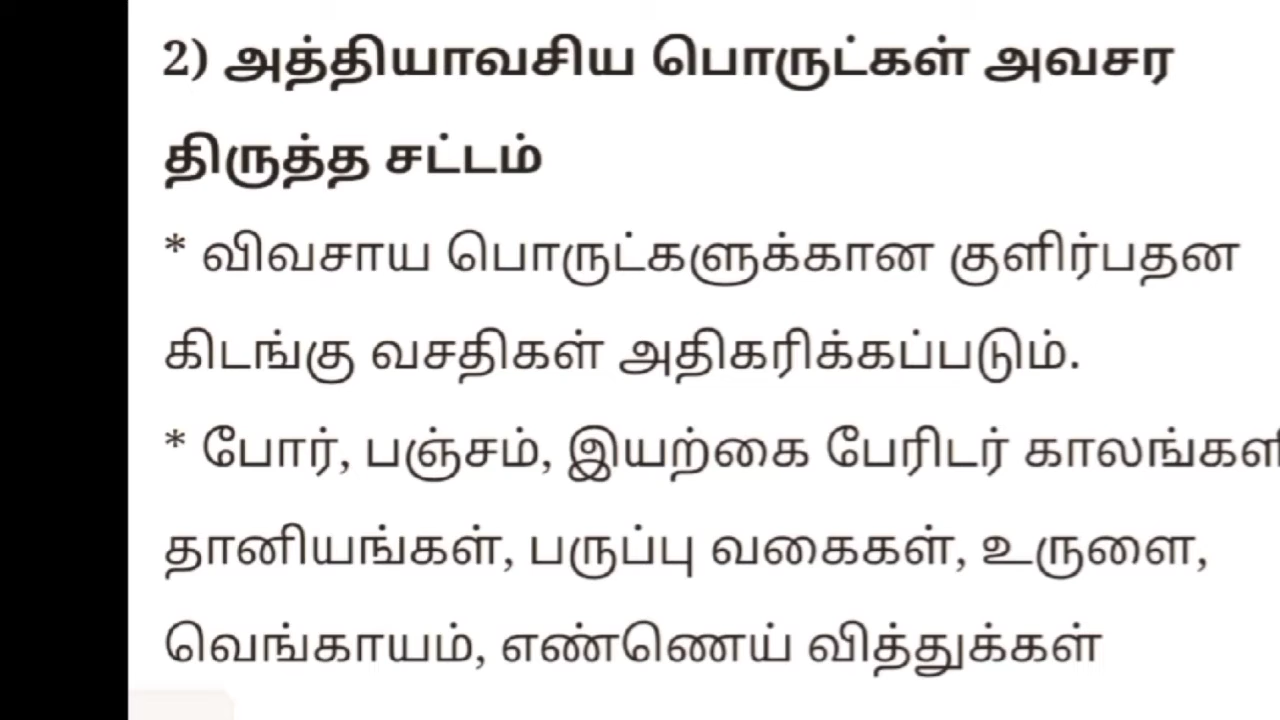 2) அத்தியாவசிய பொருட்கள் அவசர
திருத்த சட்டம்
* விவசாய பொருட்களுக்கான குளிர்பதன
கிடங்கு வசதிகள் அதிகரிக்கப்படும்.
* போர், பஞ்சம், இயற்கை பேரிடர் காலங்களி
தானியங்கள், பருப்பு வகைகள், உருளை,
வெங்காயம், எண்ணெய் வித்துக்கள்